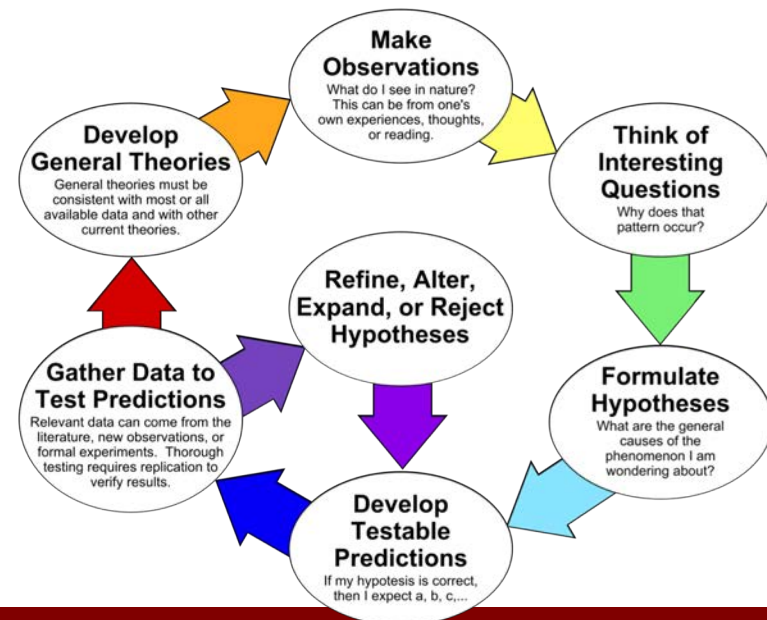 Make
Observations
What do I see in nature?
This can be from one's
own experiences, thoughts,
or reading.
Think of
Interesting
Questions
Why does that
pattern occur?
Formulate
Hypotheses
What are the general
causes of the
phenomenon I am
wondering about?
Develop
Testable
Predictions
If my hypotesis is correct,
then I expect a, b, c,...
Gather Data to
Test Predictions
Relevant data can come from the
literature, new observations, or
formal experiments. Thorough
testing requires replication to
verify results.
Refine, Alter,
Expand, or Reject
Hypotheses
Develop
General Theories
General theories must be
consistent with most or all
available data and with other
current theories.